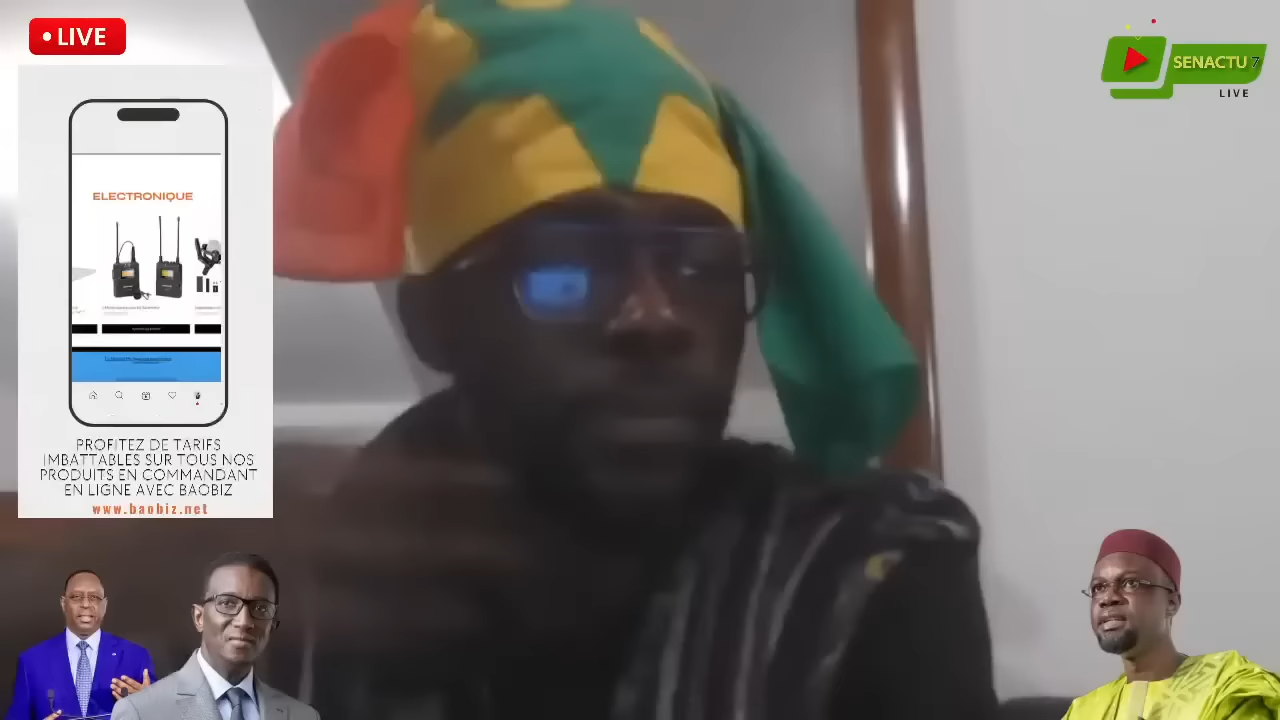 LIVE
SENACTU 7
LIVE
ELECTRONIQUE
PROFITEZ DE TARIFS
IMBATTABLES SUR TOUS NOS
PRODUITS EN COMMANDANT
EN LIGNE AVEC BAOBIZ
www.baobiz.net